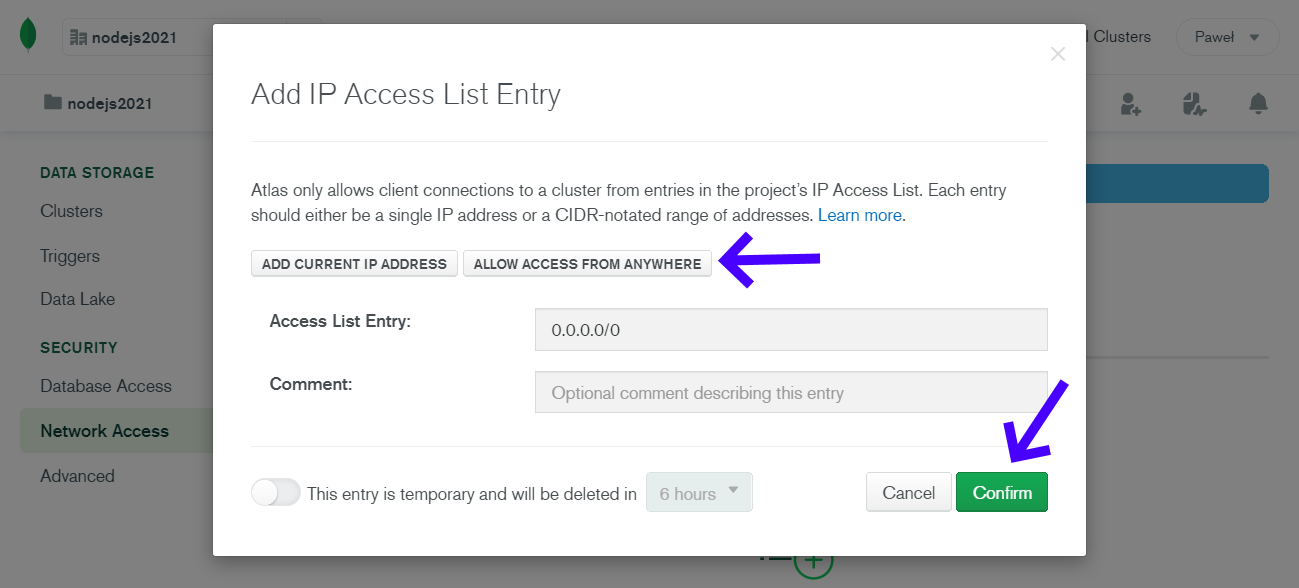 nodejs2021
l Clusters
Paweł
nodejs2021
DATA STORAGE
Clusters
Triggers
Data Lake
SECURITY
Database Access
Network Access
Advanced
Add IP Access List Entry
Atlas only allows client connections to a cluster from entries in the project's IP Access List. Each entry
should either be a single IP address or a CIDR-notated range of addresses. Learn more.
ADD CURRENT IP ADDRESS
ALLOW ACCESS FROM ANYWHERE
Access List Entry:
0.0.0.0/0
Comment:
Optional comment describing this entry
This entry is temporary and will be deleted in
6 hours
Cancel
Confirm